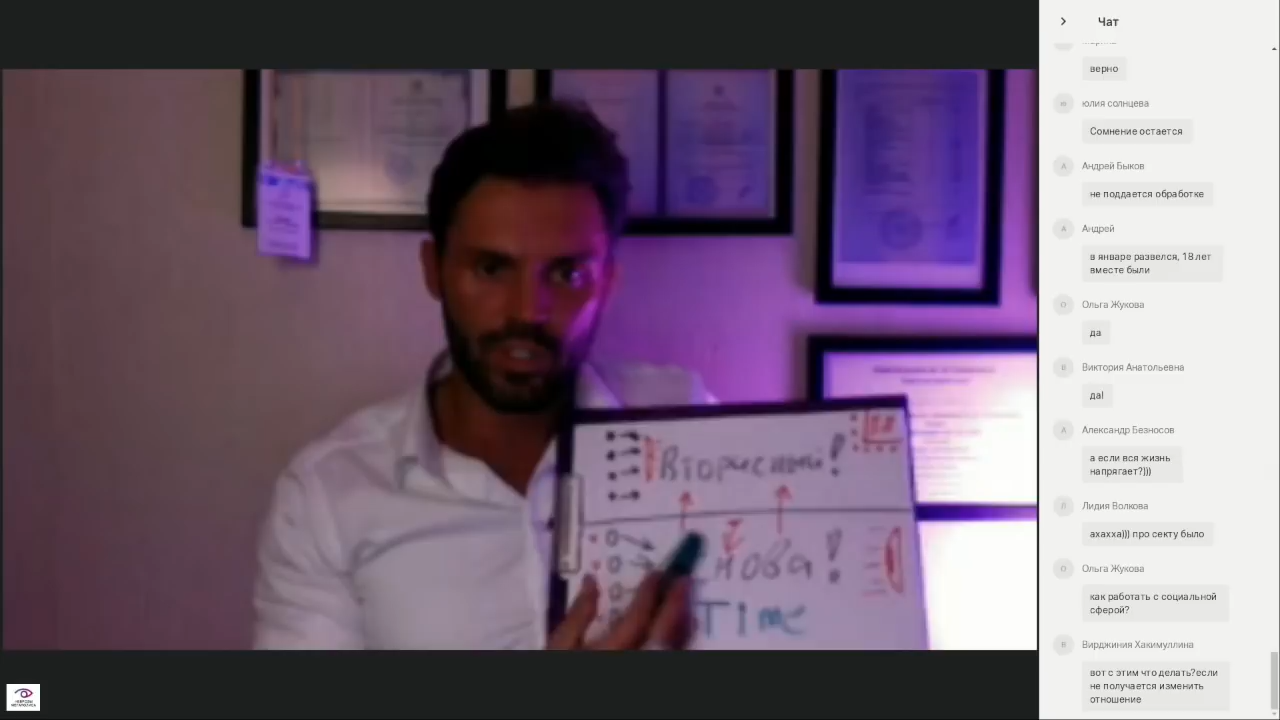 Чат
верно
юлия солнцева
Сомнение остается
Андрей Быков
не поддается обработке
Андрей
в январе развелся, 18 лет
вместе были
Ольга Жукова
да
Виктория Анатольевна
да!
Александр Безносов
а если вся жизнь
напрягает?)))
Лидия Волкова
ахахха))) про секту было
Ольга Жукова
как работать с социальной
сферой?
Вирджиния Хакимуллина
вот с этим что делать?если
не получается изменить
отношение
Вторичный!
нова!
Time